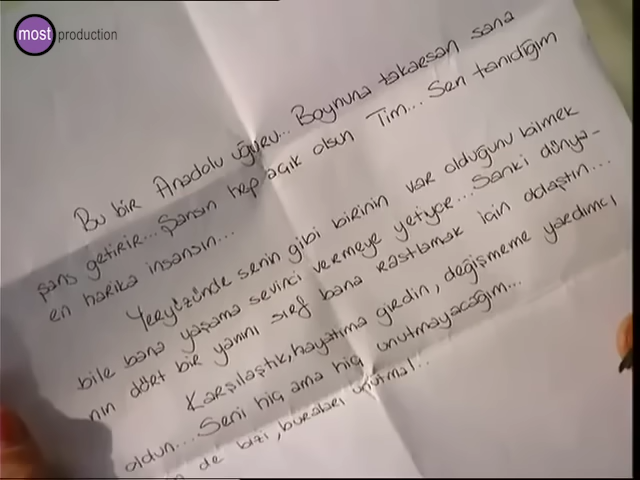 most production
Bu bir Anadolu uğuru... Boynuna takarsan sana
şans getirir... Şansın hep açık olsun Tim... Sen tanıdığım
en harika insansın...
Yeryüzünde senin gibi birinin var olduğunu bilmek
bile bana yaşama sevinci vermeye yetiyor... Sanki dünya-
nın dört bir yanını sırf bana rastlamak için dolaştın...
Karşılaştık, hayatıma girdin, değişmeme yardımcı
oldun... Seni hiç ama hiç unutmayacağım...
de bizi, buraları unutma!..